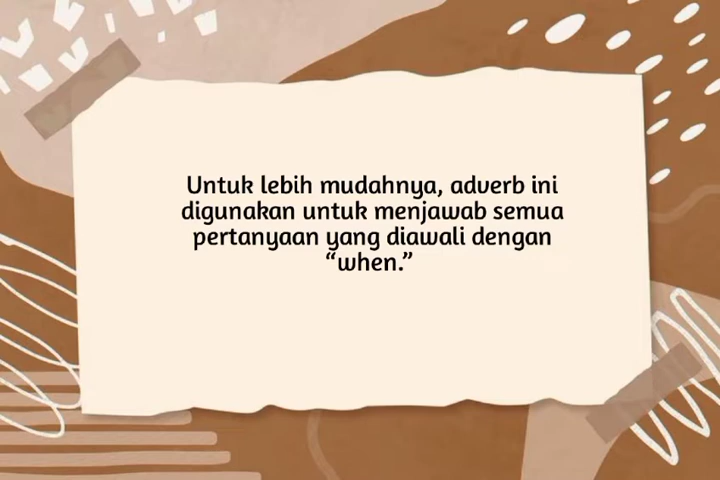 Untuk lebih mudahnya, adverb ini
digunakan untuk menjawab semua
pertanyaan yang diawali dengan
“when.”